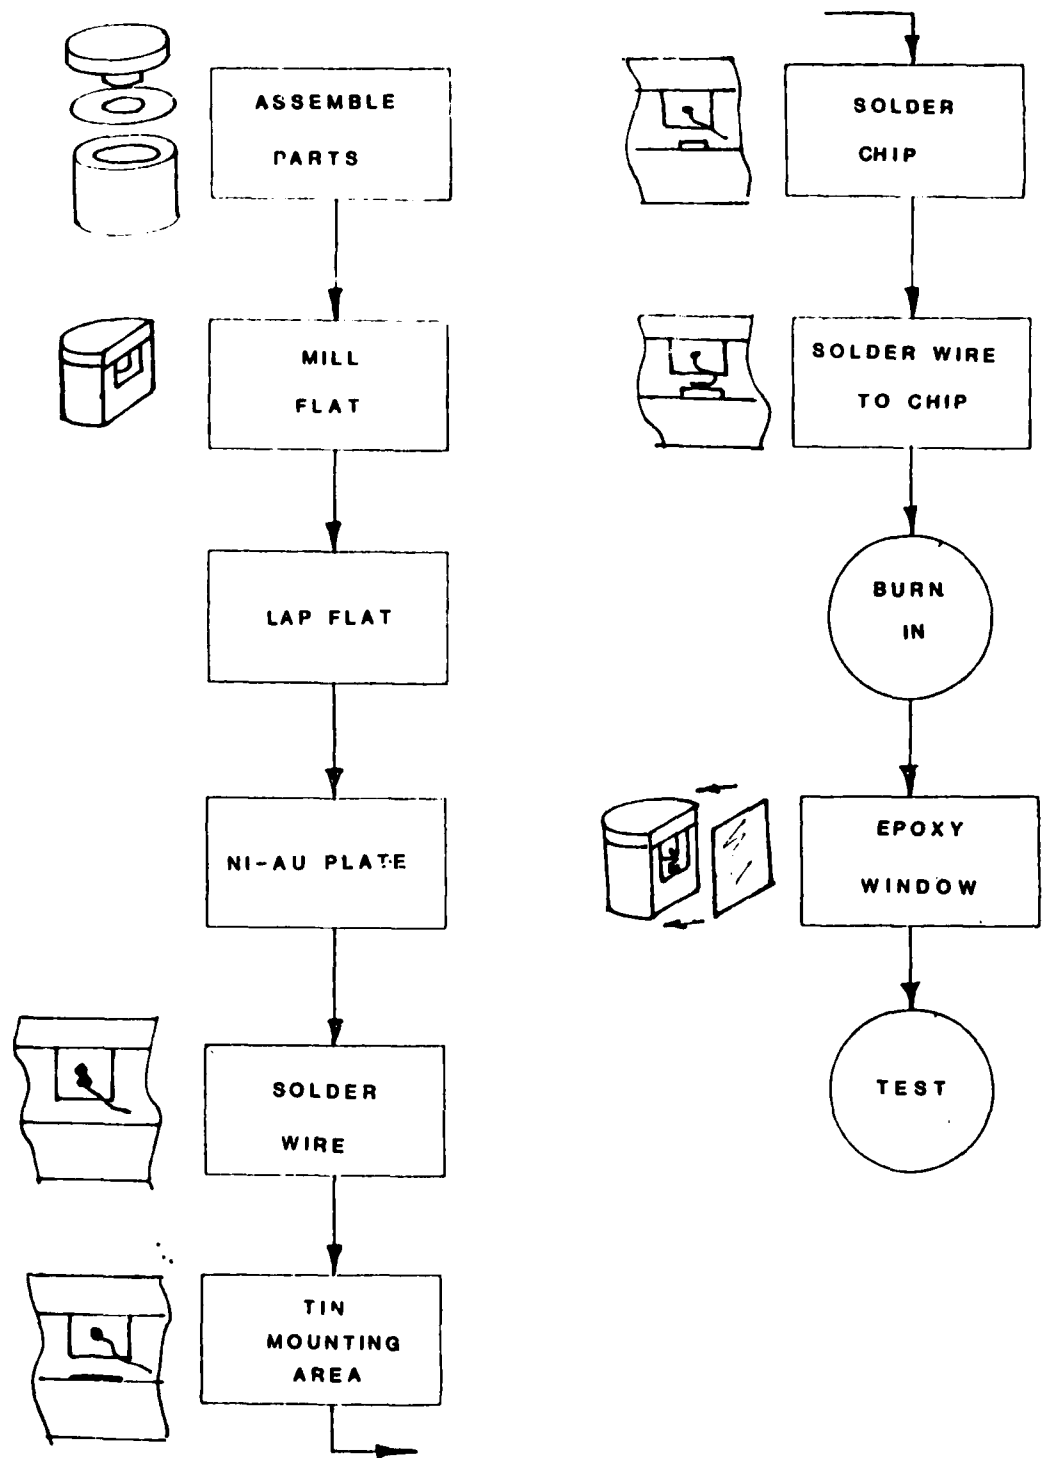 ASSEMBLE
PARTS
MILL
FLAT
LAP FLAT
NI-AU PLATE
SOLDER
WIRE
TIN
MOUNTING
AREA
SOLDER
CHIP
SOLDER WIRE
TO CHIP
BURN
IN
EPOXY
WINDOW
TEST